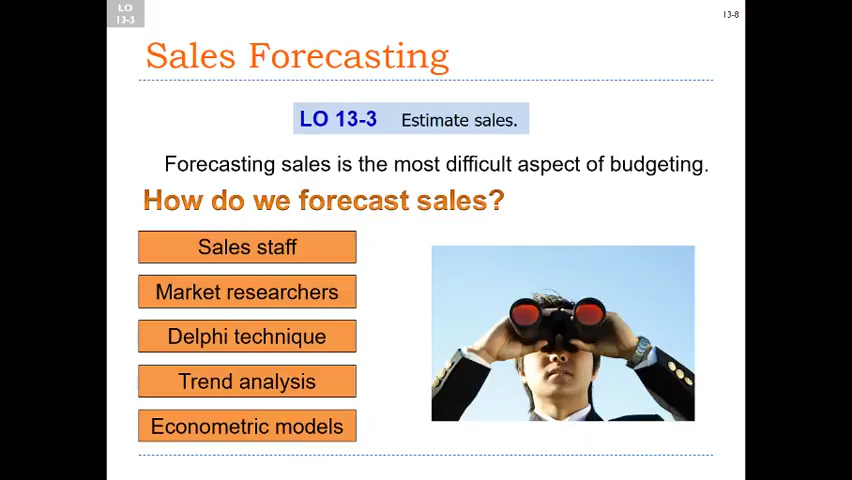 LO
13-3
13-8
Sales Forecasting
LO 13-3 Estimate sales.
Forecasting sales is the most difficult aspect of budgeting.
How do we forecast sales?
Sales staff
Market researchers
Delphi technique
Trend analysis
Econometric models